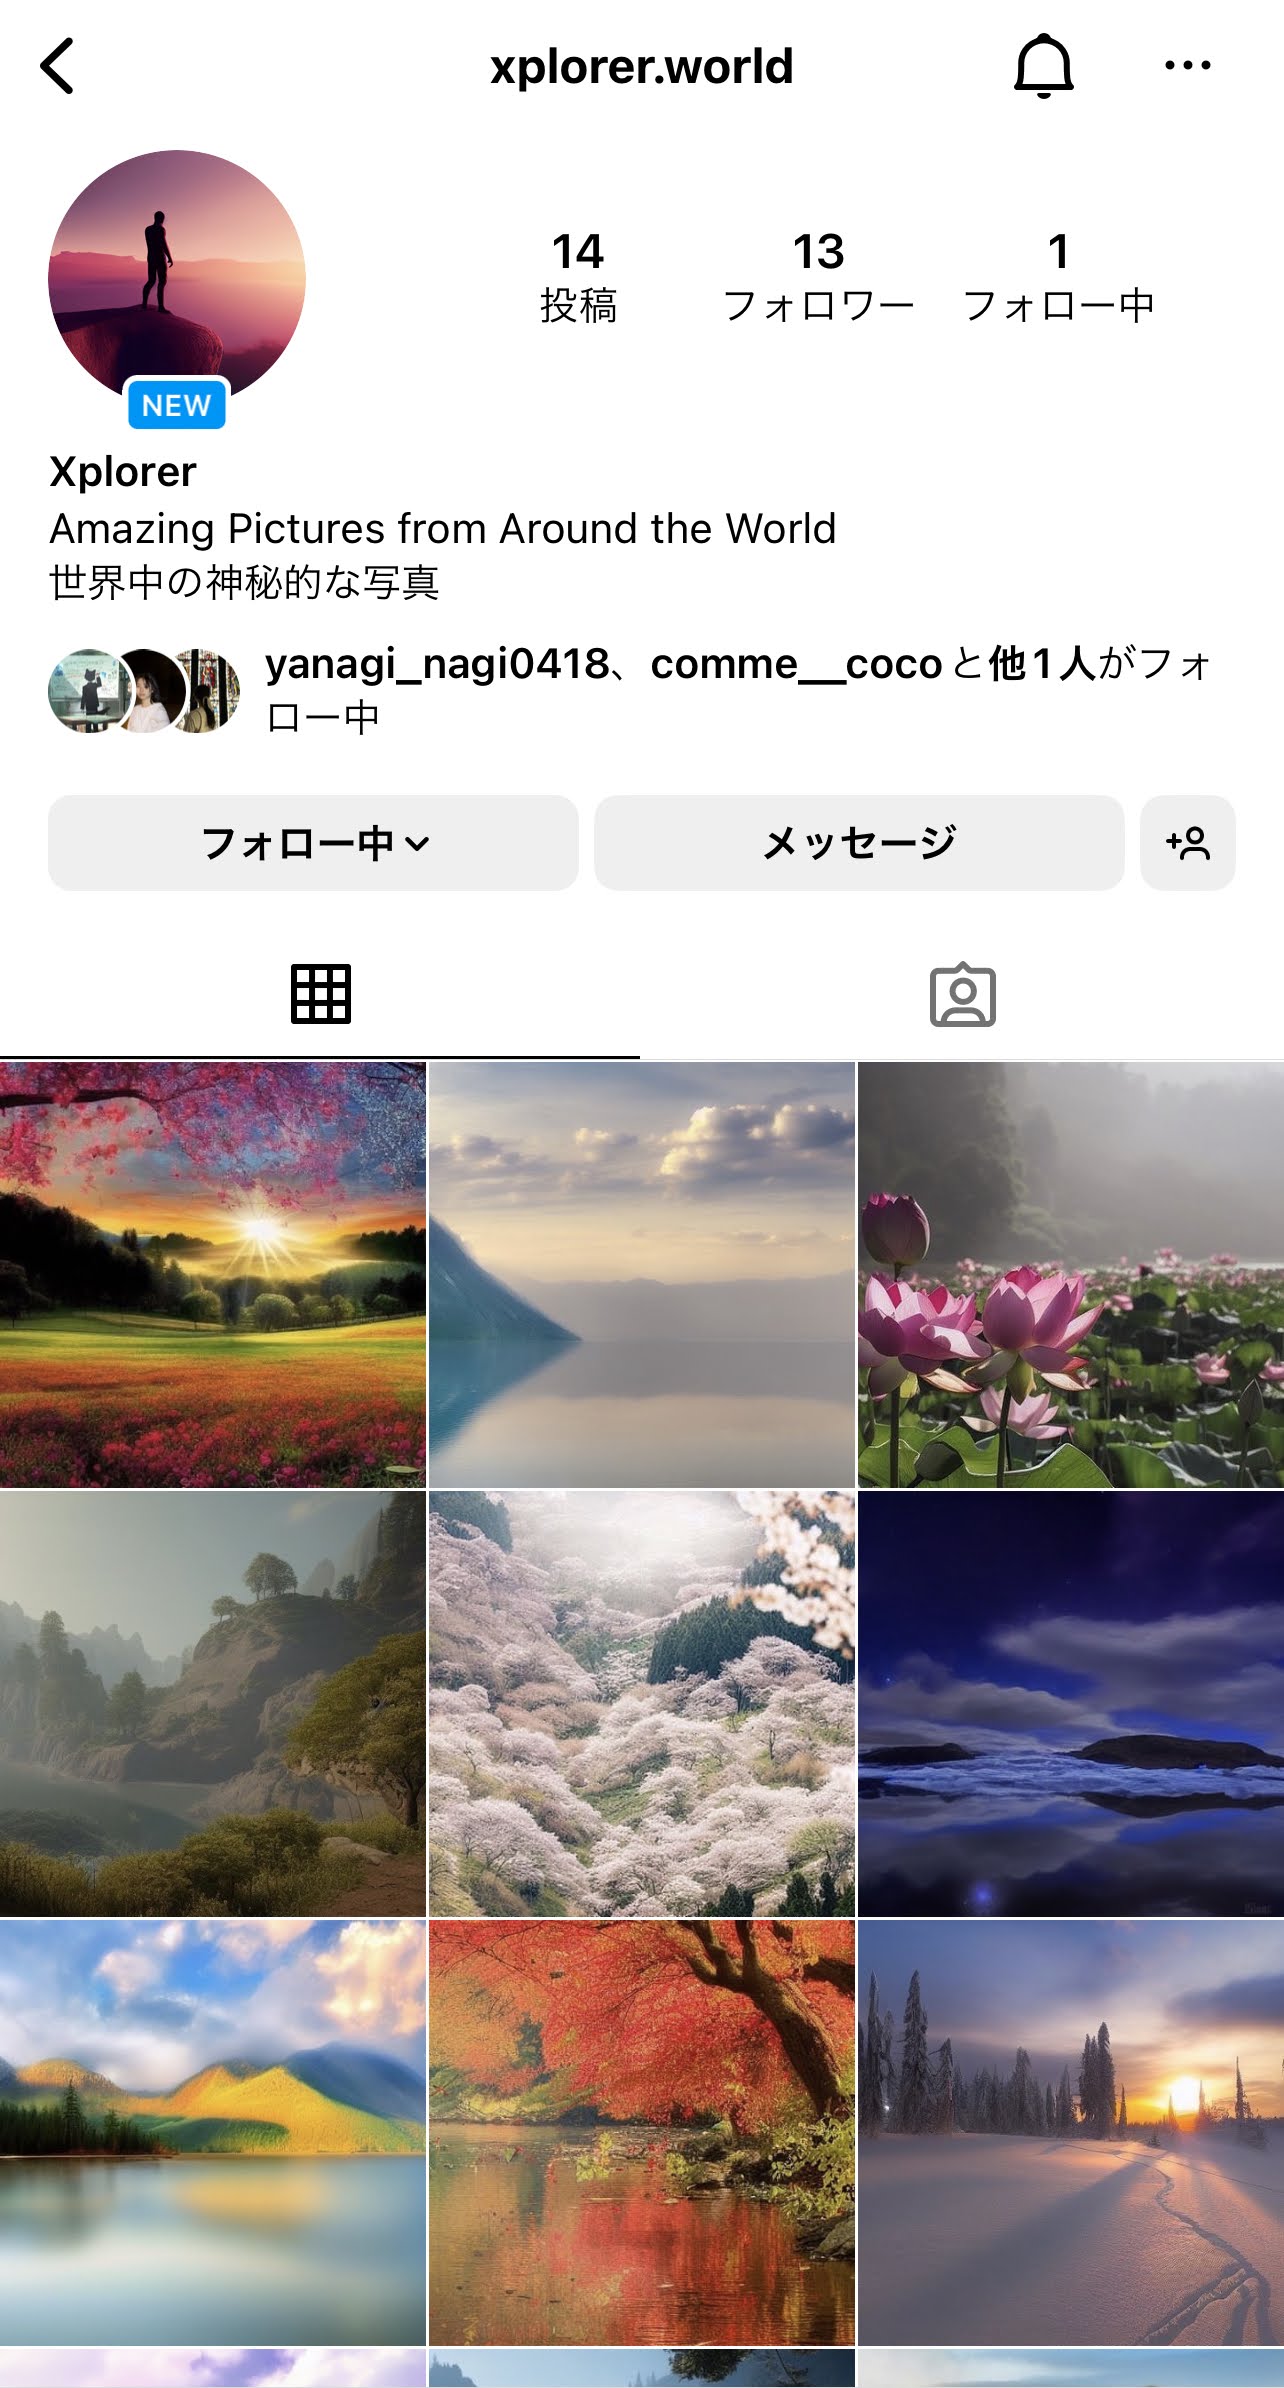 xplorer.world
14
投稿
13
フォロワー
1
フォロー中
NEW
Xplorer
Amazing Pictures from Around the World
世界中の神秘的な写真
yanagi_nagi0418、comme__cocoと他1人がフォ
ロー中
フォロー中
メッセージ